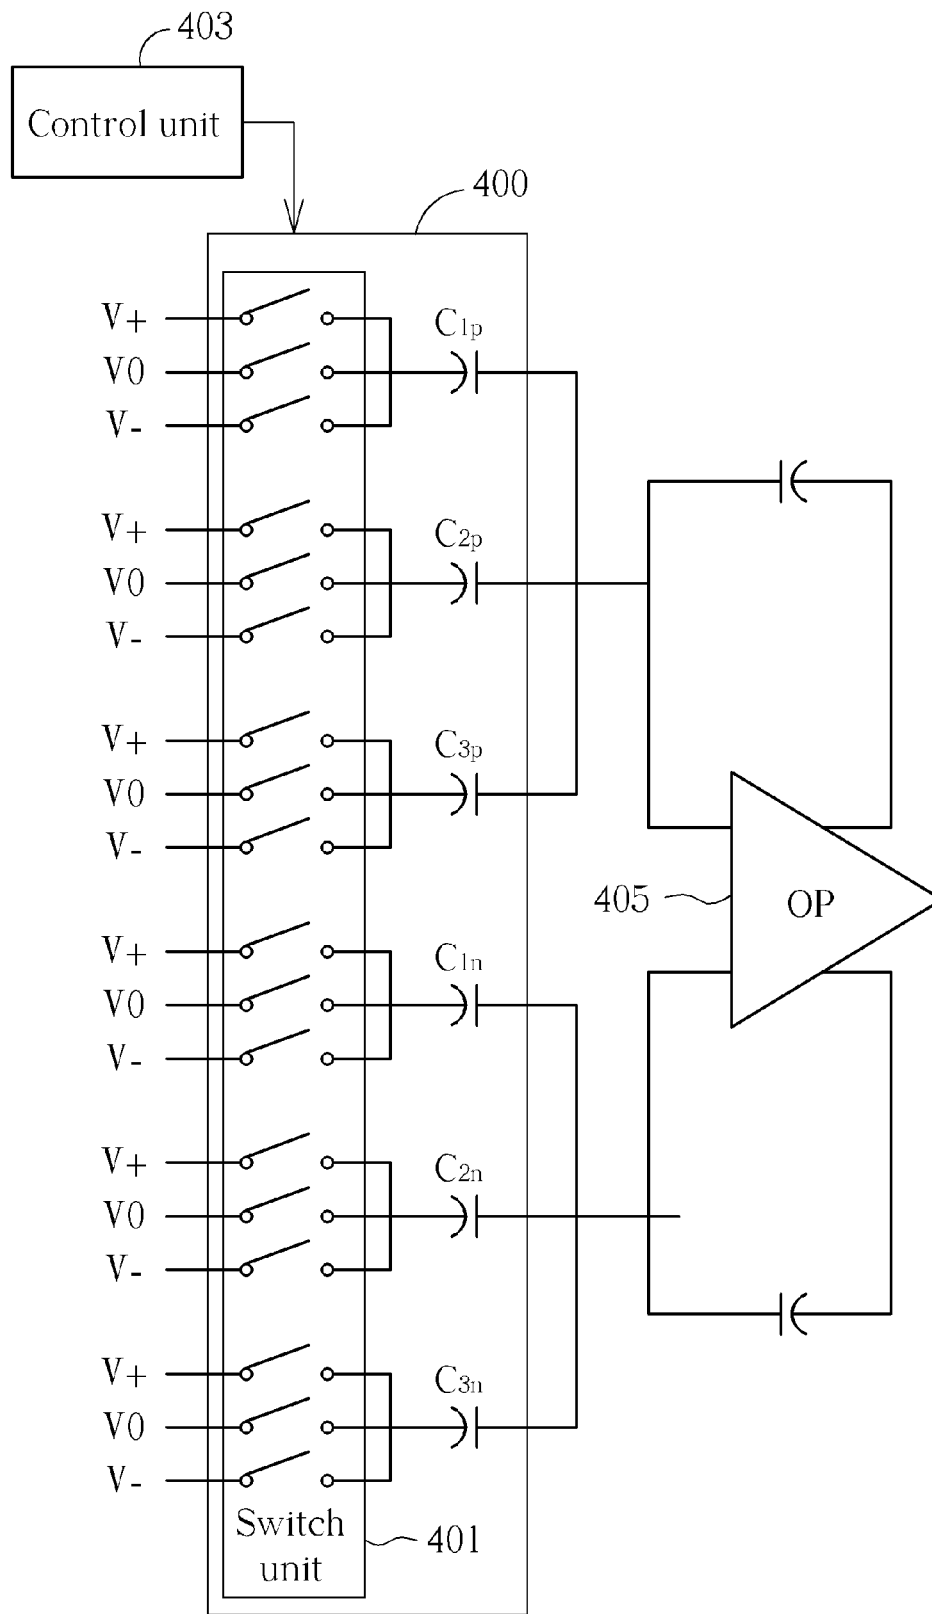 403
Control unit
400
V+
V0
V-
C1p
V+
V0
V-
C2p
V+
V0
V-
C3p
405
OP
V+
V0
V-
C1n
V+
V0
V-
C2n
V+
V0
V-
C3n
Switch
unit
401